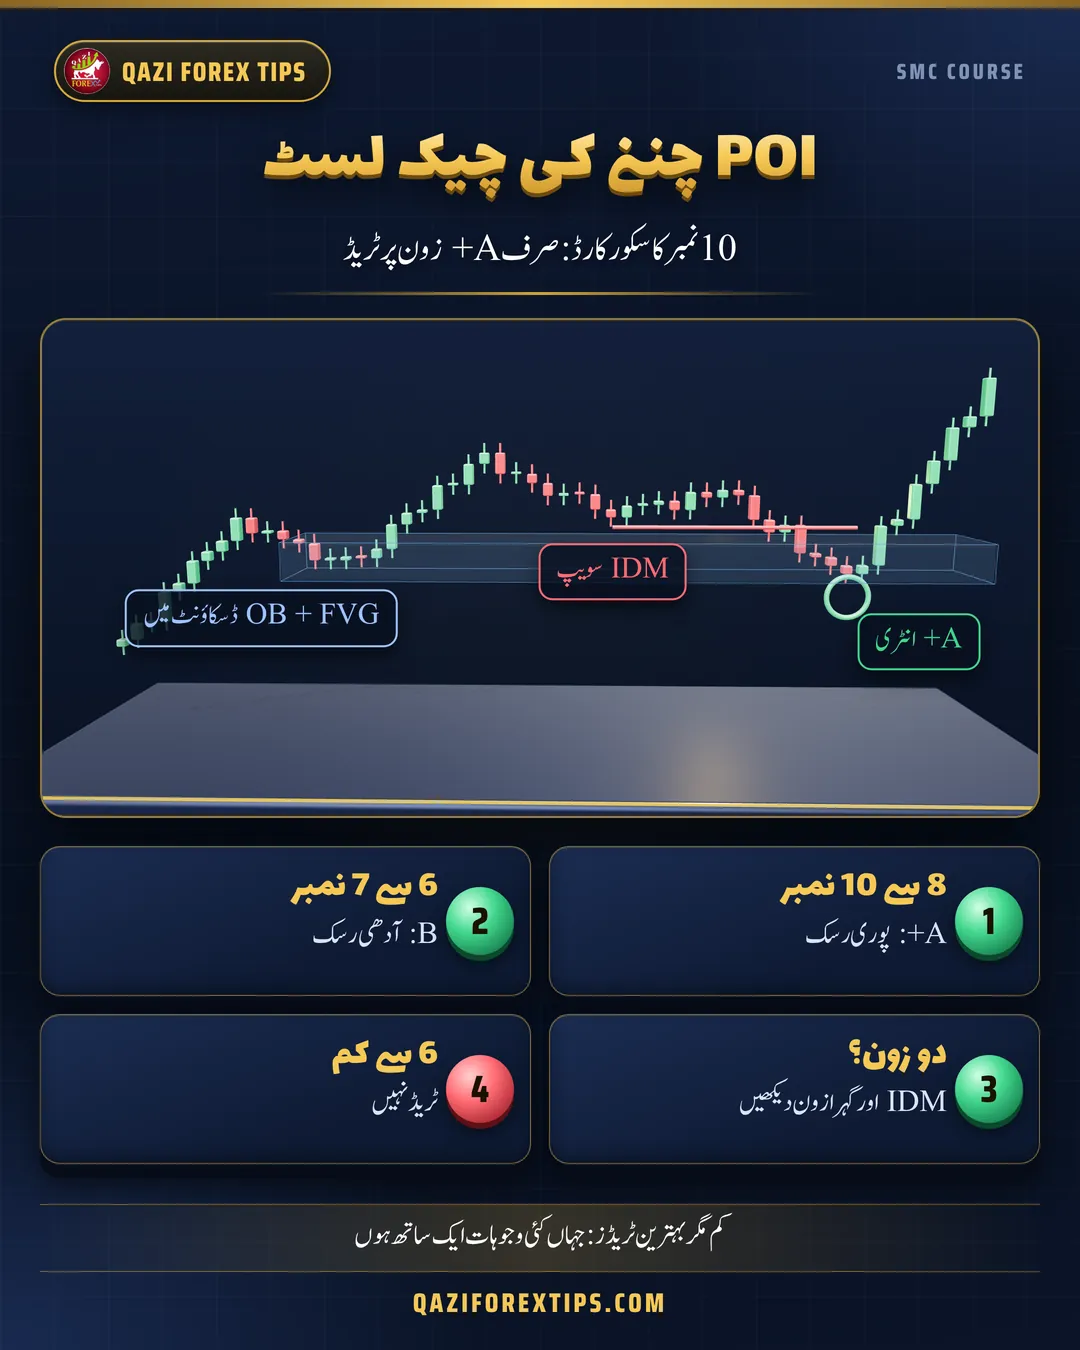 QAZI FOREX TIPS
SMC COURSE
POI چننے کی چیک لسٹ
10 نمبر کا سکور کارڈ: صرف A+ زون پر ٹریڈ
OB + FVG ڈسکاؤنٹ میں
IDM سویپ
A+ انٹری
1
8 سے 10 نمبر
A+: پوری رسک
2
6 سے 7 نمبر
B: آدھی رسک
3
دو زون؟
IDM اور گہرا زون دیکھیں
4
6 سے کم
ٹریڈ نہیں
کم مگر بہترین ٹریڈز: جہاں کئی وجوہات ایک ساتھ ہوں
QAZIFOREXTIPS.COM